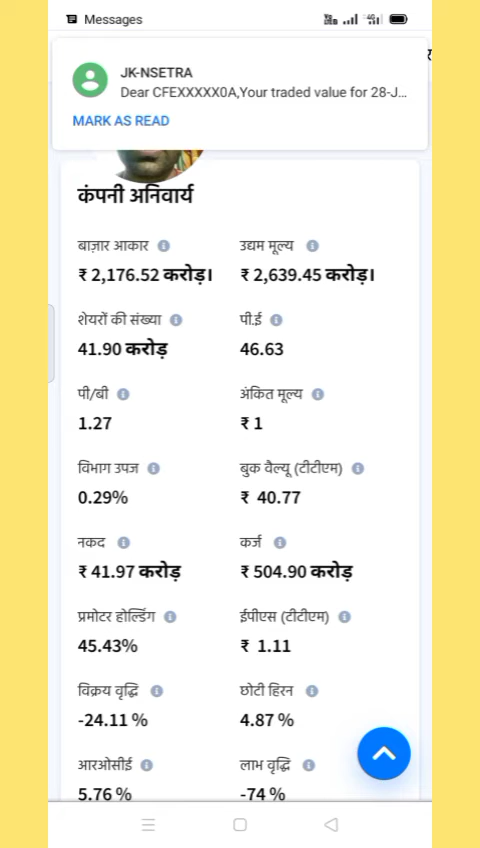 Messages
JK-NSETRA
Dear CFEXXXXX0A,Your traded value for 28-J...
MARK AS READ
कंपनी अनिवार्य
बाज़ार आकार
उद्यम मूल्य
₹ 2,176.52 करोड़।
₹ 2,639.45 करोड़।
शेयरों की संख्या
पी.ई
41.90 करोड़
46.63
पी/बी
अंकित मूल्य
1.27
₹ 1
विभाग उपज
बुक वैल्यू (टीटीएम)
0.29%
₹ 40.77
नकद
कर्ज
₹ 41.97 करोड़
₹ 504.90 करोड़
प्रमोटर होल्डिंग
ईपीएस (टीटीएम)
45.43%
₹ 1.11
विक्रय वृद्धि
छोटी हिरन
-24.11 %
4.87 %
आरओसीई
लाभ वृद्धि
5.76 %
-74 %